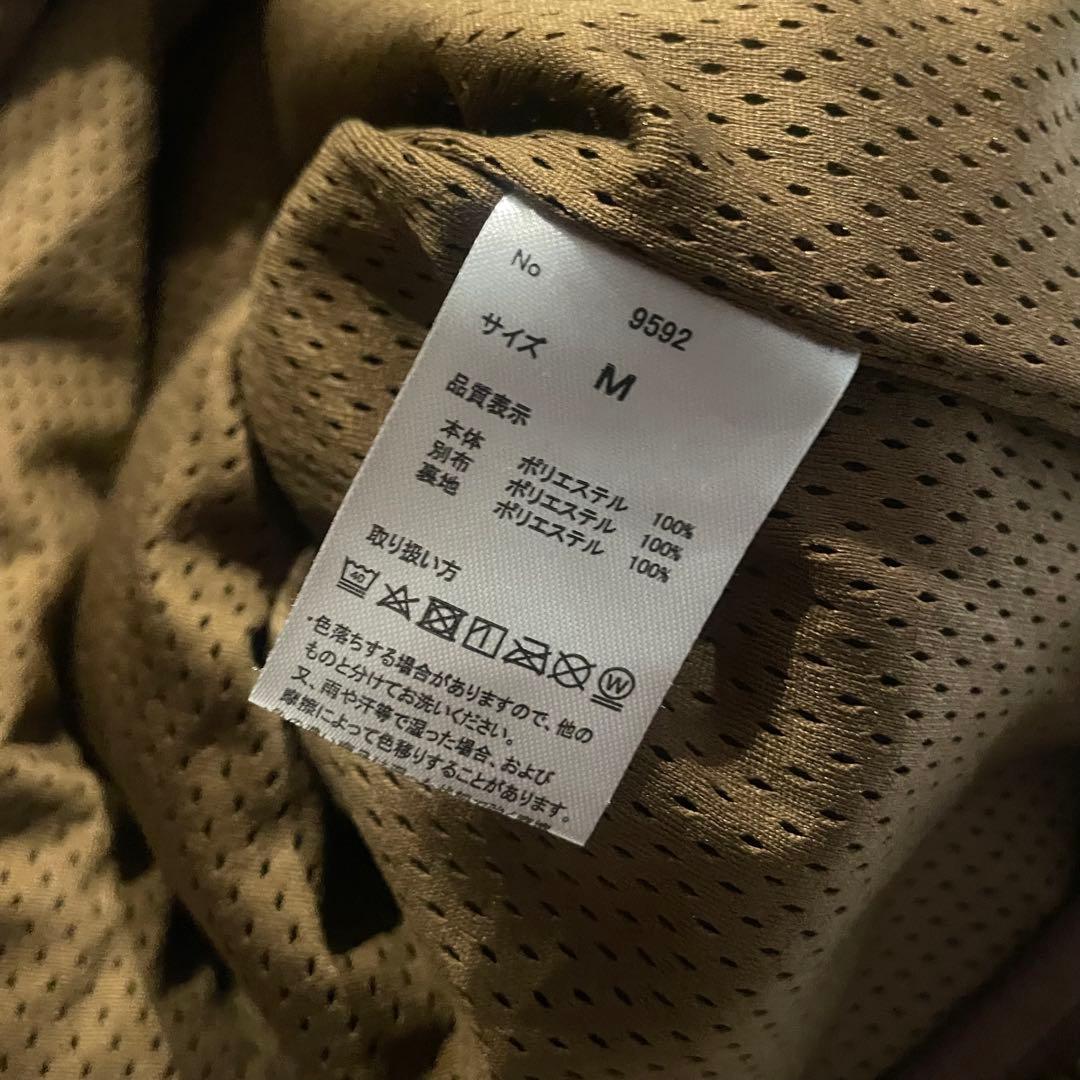 No 9592
サイズ M
品質表示
本体 ポリエステル 100%
別布 ポリエステル 100%
裏地 ポリエステル 100%
取り扱い方
40 W
・色落ちする場合がありますので、他の
ものと分けてお洗いください。
又、雨や汗等で湿った場合、および
摩擦によって色移りすることがあります。